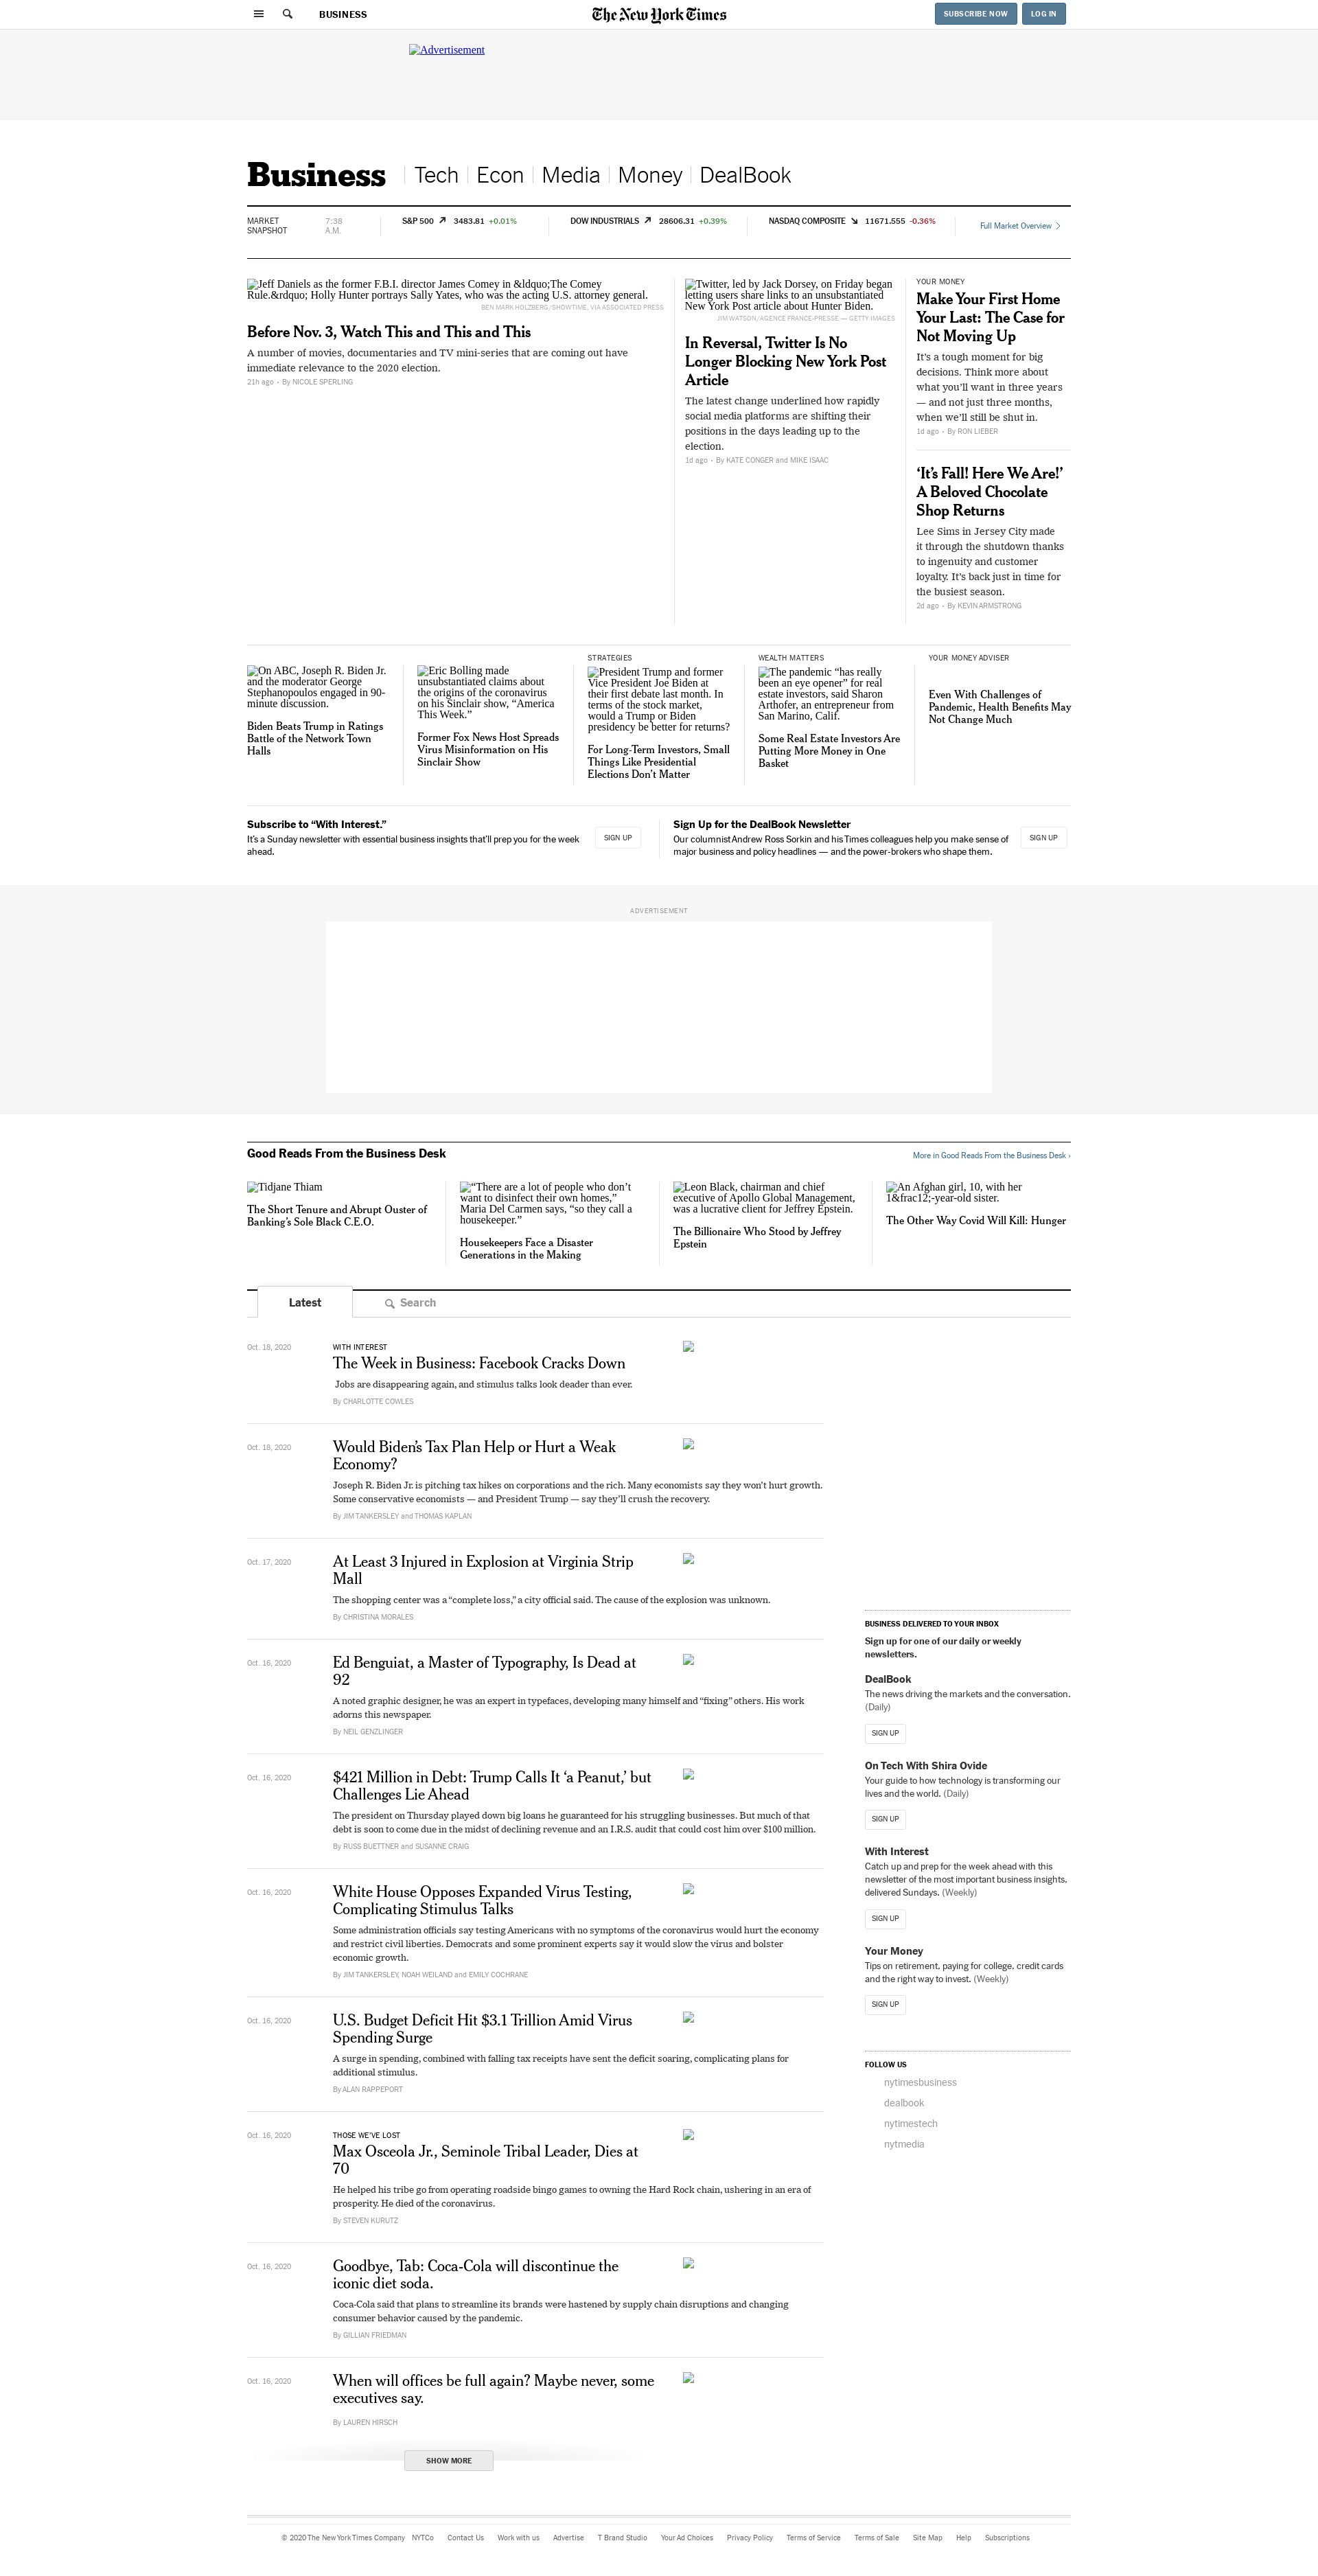 BUSINESS
The New York Times
SUBSCRIBE NOW
LOG IN
Advertisement
Business
Tech
Econ
Media
Money
DealBook
MARKET
SNAPSHOT
7:38
A.M.
S&P 500 3483.81 +0.01%
DOW INDUSTRIALS 28606.31 +0.39%
NASDAQ COMPOSITE 11671.555 -0.36%
Full Market Overview
Jeff Daniels as the former F.B.I. director James Comey in &ldquo;The Comey
Rule.&rdquo; Holly Hunter portrays Sally Yates, who was the acting U.S. attorney general.
BEN MARK HOLZBERG/SHOWTIME, VIA ASSOCIATED PRESS
Before Nov. 3, Watch This and This and This
A number of movies, documentaries and TV mini-series that are coming out have
immediate relevance to the 2020 election.
21h ago • By NICOLE SPERLING
Twitter, led by Jack Dorsey, on Friday began
letting users share links to an unsubstantiated
New York Post article about Hunter Biden.
JIM WATSON/AGENCE FRANCE-PRESSE — GETTY IMAGES
In Reversal, Twitter Is No
Longer Blocking New York Post
Article
The latest change underlined how rapidly
social media platforms are shifting their
positions in the days leading up to the
election.
1d ago • By KATE CONGER and MIKE ISAAC
YOUR MONEY
Make Your First Home
Your Last: The Case for
Not Moving Up
It’s a tough moment for big
decisions. Think more about
what you’ll want in three years
— and not just three months,
when we’ll still be shut in.
1d ago • By RON LIEBER
‘It’s Fall! Here We Are!’
A Beloved Chocolate
Shop Returns
Lee Sims in Jersey City made
it through the shutdown thanks
to ingenuity and customer
loyalty. It’s back just in time for
the busiest season.
2d ago • By KEVIN ARMSTRONG
On ABC, Joseph R. Biden Jr.
and the moderator George
Stephanopoulos engaged in 90-
minute discussion.
Biden Beats Trump in Ratings
Battle of the Network Town
Halls
Eric Bolling made
unsubstantiated claims about
the origins of the coronavirus
on his Sinclair show, “America
This Week.”
Former Fox News Host Spreads
Virus Misinformation on His
Sinclair Show
STRATEGIES
President Trump and former
Vice President Joe Biden at
their first debate last month. In
terms of the stock market,
would a Trump or Biden
presidency be better for returns?
For Long-Term Investors, Small
Things Like Presidential
Elections Don’t Matter
WEALTH MATTERS
The pandemic “has really
been an eye opener” for real
estate investors, said Sharon
Arthofer, an entrepreneur from
San Marino, Calif.
Some Real Estate Investors Are
Putting More Money in One
Basket
YOUR MONEY ADVISER
Even With Challenges of
Pandemic, Health Benefits May
Not Change Much
Subscribe to “With Interest.”
It’s a Sunday newsletter with essential business insights that’ll prep you for the week
ahead.
SIGN UP
Sign Up for the DealBook Newsletter
Our columnist Andrew Ross Sorkin and his Times colleagues help you make sense of
major business and policy headlines — and the power-brokers who shape them.
SIGN UP
ADVERTISEMENT
Good Reads From the Business Desk
More in Good Reads From the Business Desk ›
Tidjane Thiam
The Short Tenure and Abrupt Ouster of
Banking’s Sole Black C.E.O.
“There are a lot of people who don’t
want to disinfect their own homes,”
Maria Del Carmen says, “so they call a
housekeeper.”
Housekeepers Face a Disaster
Generations in the Making
Leon Black, chairman and chief
executive of Apollo Global Management,
was a lucrative client for Jeffrey Epstein.
The Billionaire Who Stood by Jeffrey
Epstein
An Afghan girl, 10, with her
1&frac12;-year-old sister.
The Other Way Covid Will Kill: Hunger
Latest
Search
Oct. 18, 2020
WITH INTEREST
The Week in Business: Facebook Cracks Down
Jobs are disappearing again, and stimulus talks look deader than ever.
By CHARLOTTE COWLES
Oct. 18, 2020
Would Biden’s Tax Plan Help or Hurt a Weak
Economy?
Joseph R. Biden Jr. is pitching tax hikes on corporations and the rich. Many economists say they won’t hurt growth.
Some conservative economists — and President Trump — say they’ll crush the recovery.
By JIM TANKERSLEY and THOMAS KAPLAN
Oct. 17, 2020
At Least 3 Injured in Explosion at Virginia Strip
Mall
The shopping center was a “complete loss,” a city official said. The cause of the explosion was unknown.
By CHRISTINA MORALES
Oct. 16, 2020
Ed Benguiat, a Master of Typography, Is Dead at
92
A noted graphic designer, he was an expert in typefaces, developing many himself and “fixing” others. His work
adorns this newspaper.
By NEIL GENZLINGER
Oct. 16, 2020
$421 Million in Debt: Trump Calls It ‘a Peanut,’ but
Challenges Lie Ahead
The president on Thursday played down big loans he guaranteed for his struggling businesses. But much of that
debt is soon to come due in the midst of declining revenue and an I.R.S. audit that could cost him over $100 million.
By RUSS BUETTNER and SUSANNE CRAIG
Oct. 16, 2020
White House Opposes Expanded Virus Testing,
Complicating Stimulus Talks
Some administration officials say testing Americans with no symptoms of the coronavirus would hurt the economy
and restrict civil liberties. Democrats and some prominent experts say it would slow the virus and bolster
economic growth.
By JIM TANKERSLEY, NOAH WEILAND and EMILY COCHRANE
Oct. 16, 2020
U.S. Budget Deficit Hit $3.1 Trillion Amid Virus
Spending Surge
A surge in spending, combined with falling tax receipts have sent the deficit soaring, complicating plans for
additional stimulus.
By ALAN RAPPEPORT
Oct. 16, 2020
THOSE WE’VE LOST
Max Osceola Jr., Seminole Tribal Leader, Dies at
70
He helped his tribe go from operating roadside bingo games to owning the Hard Rock chain, ushering in an era of
prosperity. He died of the coronavirus.
By STEVEN KURUTZ
Oct. 16, 2020
Goodbye, Tab: Coca-Cola will discontinue the
iconic diet soda.
Coca-Cola said that plans to streamline its brands were hastened by supply chain disruptions and changing
consumer behavior caused by the pandemic.
By GILLIAN FRIEDMAN
Oct. 16, 2020
When will offices be full again? Maybe never, some
executives say.
By LAUREN HIRSCH
SHOW MORE
BUSINESS DELIVERED TO YOUR INBOX
Sign up for one of our daily or weekly
newsletters.
DealBook
The news driving the markets and the conversation.
(Daily)
SIGN UP
On Tech With Shira Ovide
Your guide to how technology is transforming our
lives and the world. (Daily)
SIGN UP
With Interest
Catch up and prep for the week ahead with this
newsletter of the most important business insights,
delivered Sundays. (Weekly)
SIGN UP
Your Money
Tips on retirement, paying for college, credit cards
and the right way to invest. (Weekly)
SIGN UP
FOLLOW US
nytimesbusiness
dealbook
nytimestech
nytmedia
© 2020 The New York Times Company NYTCo Contact Us Work with us Advertise T Brand Studio Your Ad Choices Privacy Policy Terms of Service Terms of Sale Site Map Help Subscriptions